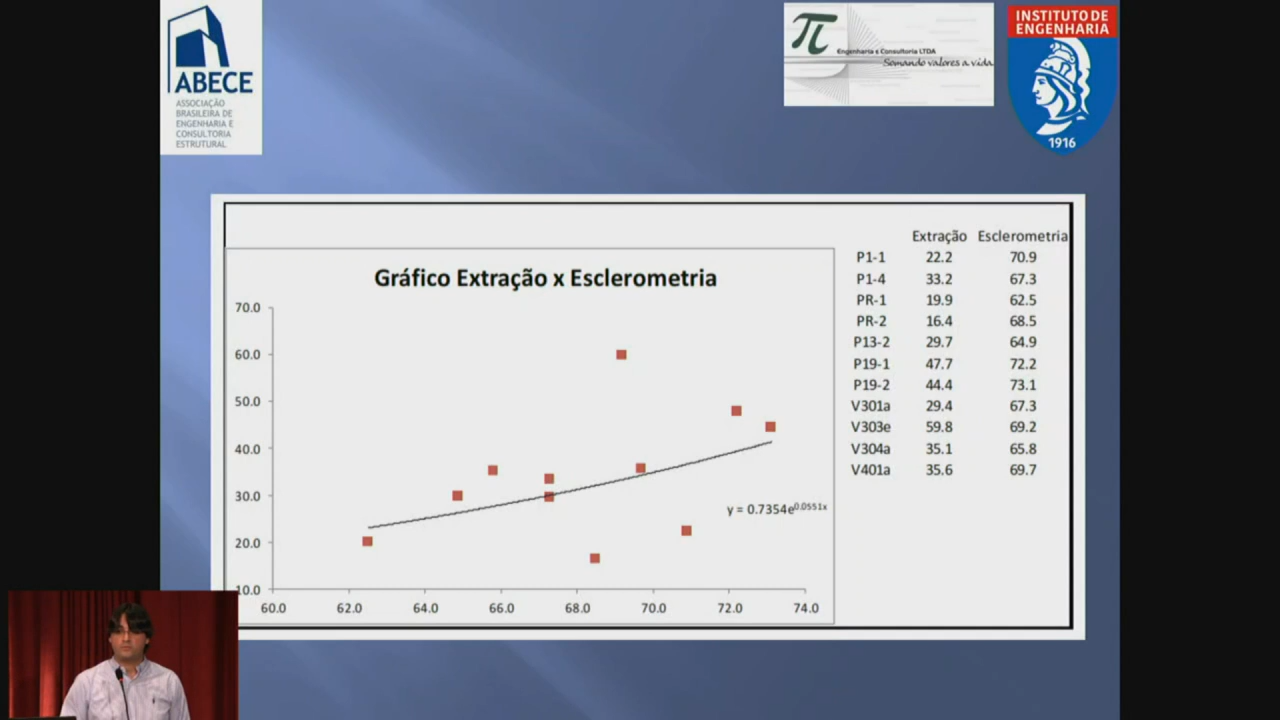 ABECE
ASSOCIAÇÃO
BRASILEIRA DE
ENGENHARIA E
CONSULTORIA
ESTRUTURAL
Engenharia e Consultoria LTDA
Somando valores a vida
INSTITUTO DE
ENGENHARIA
1916
Gráfico Extração x Esclerometria
70.0
60.0
50.0
40.0
30.0
20.0
10.0
60.0 62.0 64.0 66.0 68.0 70.0 72.0 74.0
y = 0.7354e^0.0551x
Extração Esclerometria
P1-1 22.2 70.9
P1-4 33.2 67.3
PR-1 19.9 62.5
PR-2 16.4 68.5
P13-2 29.7 64.9
P19-1 47.7 72.2
P19-2 44.4 73.1
V301a 29.4 67.3
V303e 59.8 69.2
V304a 35.1 65.8
V401a 35.6 69.7